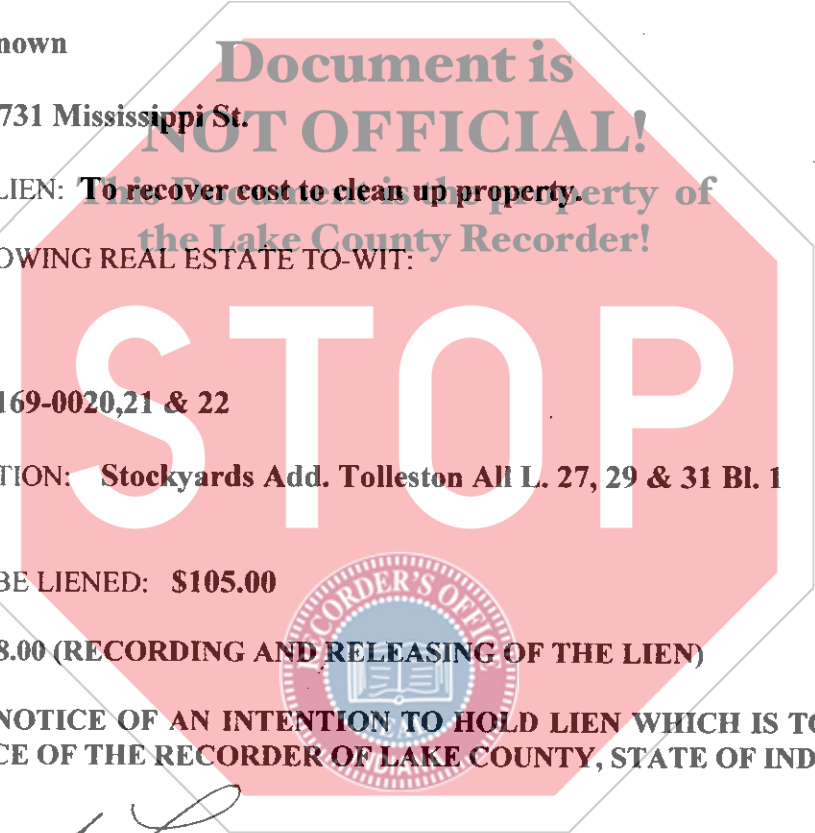 nown
Document is
731 Mississippi St.
NOT OFFICIAL!
LIEN: To recover cost to clean up property.
This Document is the property of
the Lake County Recorder!
OWING REAL ESTATE TO-WIT:
STOP
169-0020,21 & 22
TION: Stockyards Add. Tolleston All L. 27, 29 & 31 Bl. 1
BE LIENED: $105.00
RECORDER'S OFFICE
8.00 (RECORDING AND RELEASING OF THE LIEN)
NOTICE OF AN INTENTION TO HOLD LIEN WHICH IS TO
SEAL
CE OF THE RECORDER OF LAKE COUNTY, STATE OF IND
INDIANA